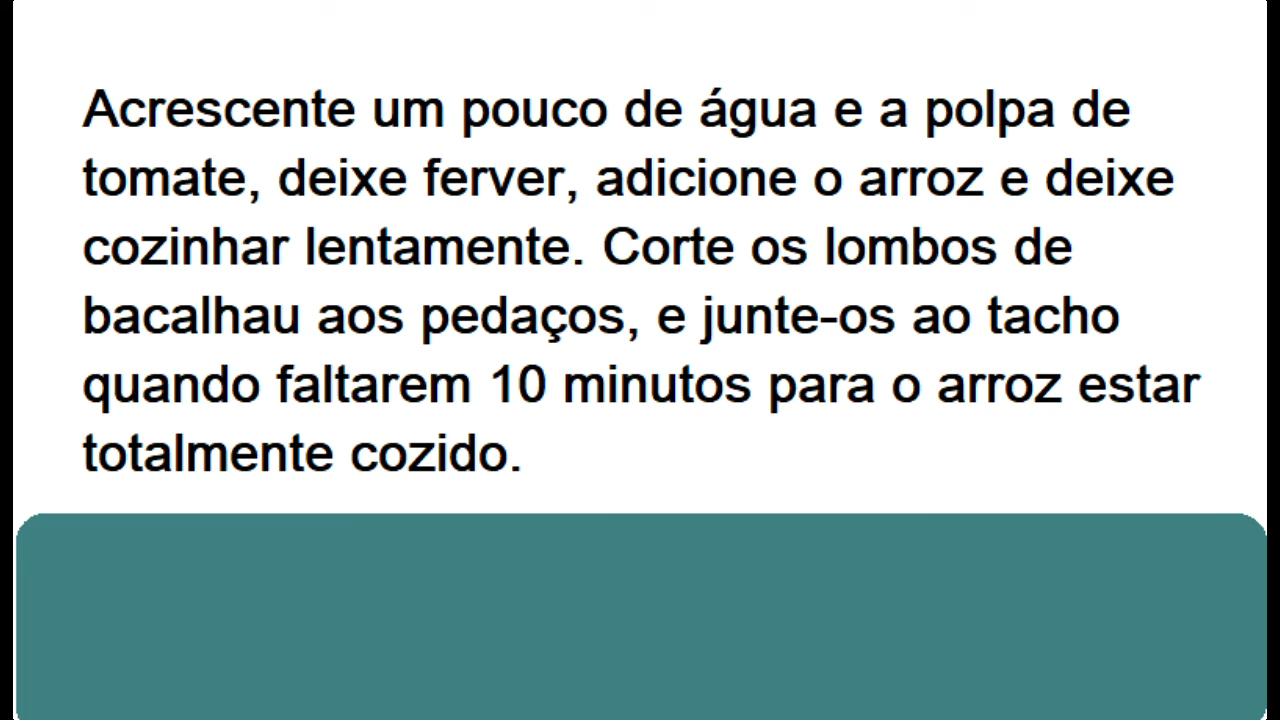 Acrescente um pouco de água e a polpa de
tomate, deixe ferver, adicione o arroz e deixe
cozinhar lentamente. Corte os lombos de
bacalhau aos pedaços, e junte-os ao tacho
quando faltarem 10 minutos para o arroz estar
totalmente cozido.